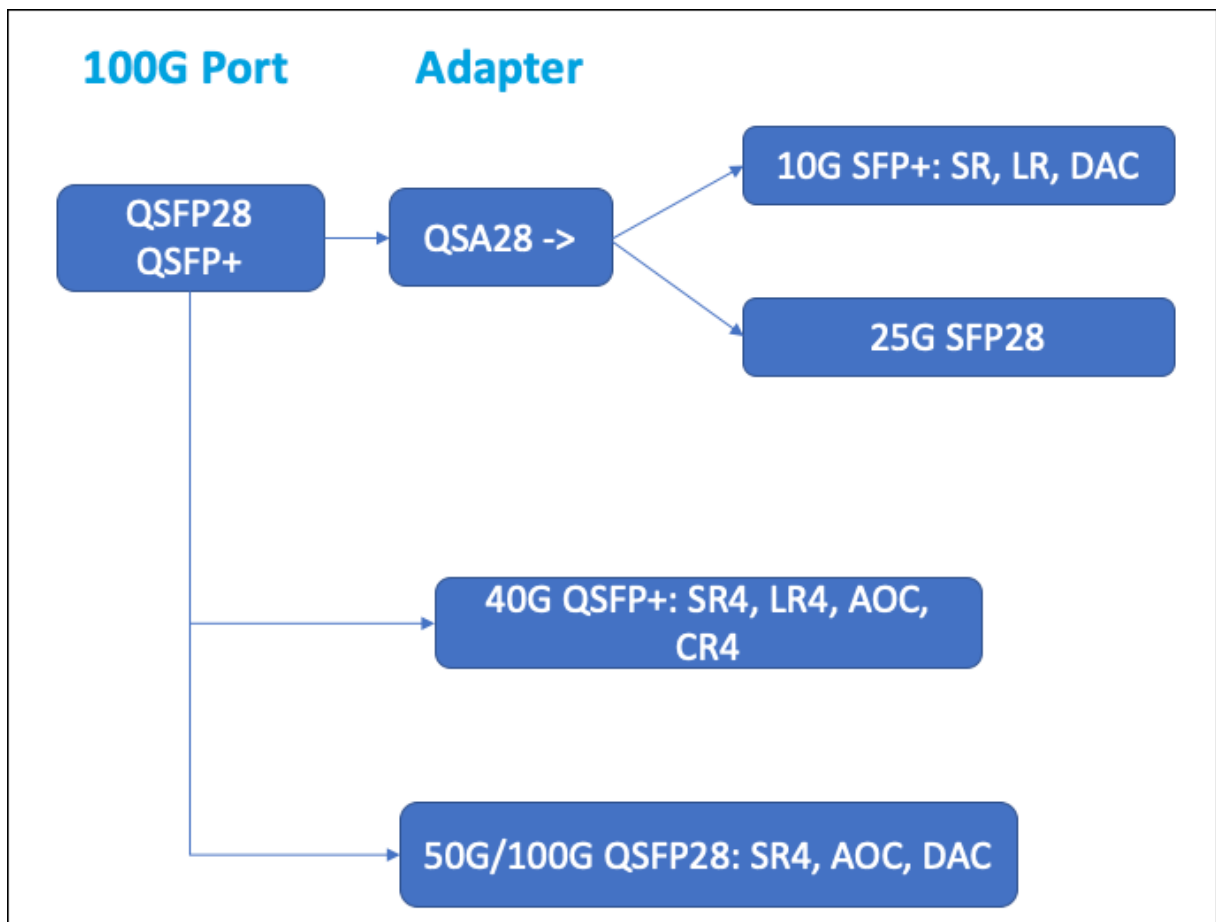 100G Port
Adapter
QSFP28
QSFP+
QSA28 ->
10G SFP+: SR, LR, DAC
25G SFP28
40G QSFP+: SR4, LR4, AOC,
CR4
50G/100G QSFP28: SR4, AOC, DAC